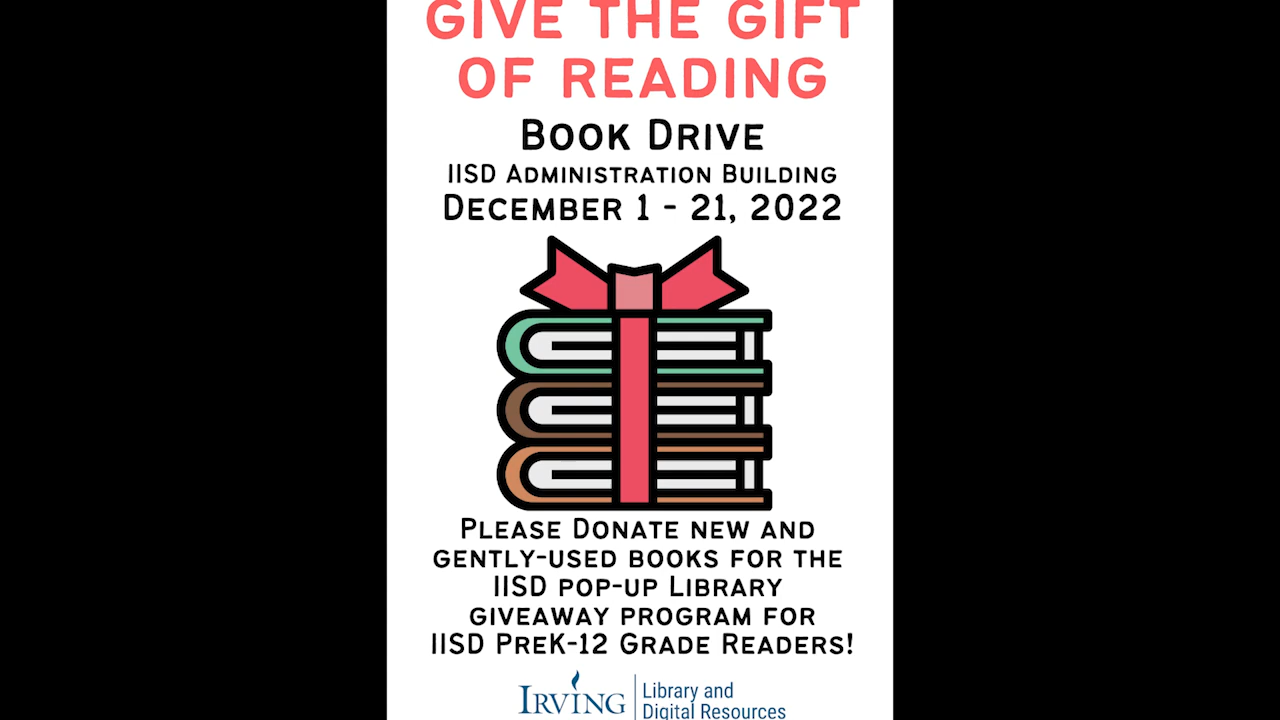 GIVE THE GIFT
OF READING
BOOK DRIVE
IISD ADMINISTRATION BUILDING
DECEMBER 1 - 21, 2022
PLEASE DONATE NEW AND
GENTLY-USED BOOKS FOR THE
IISD POP-UP LIBRARY
GIVEAWAY PROGRAM FOR
IISD PREK-12 GRADE READERS!
IRVING
Library and
Digital Resources